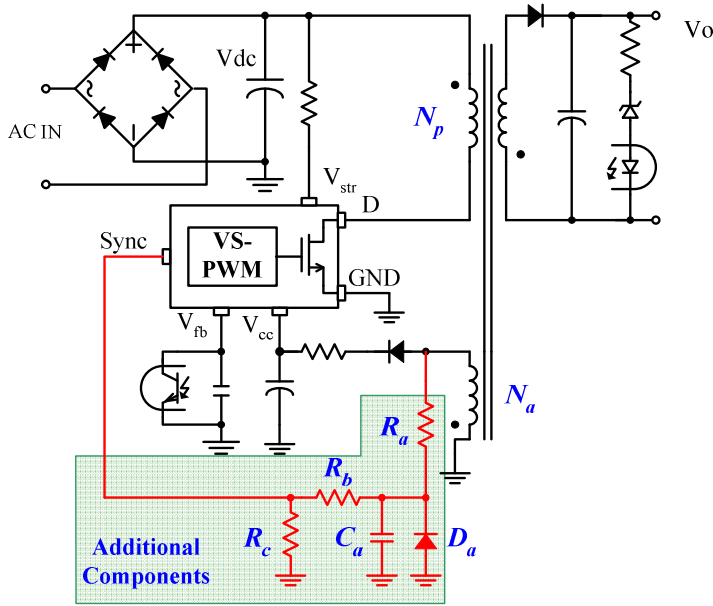 Vdc
Vo
AC IN
Np
Vstr
D
Sync
VS-
PWM
GND
Vfb
Vcc
Na
Ra
Rb
Rc
Ca
Da
Additional
Components